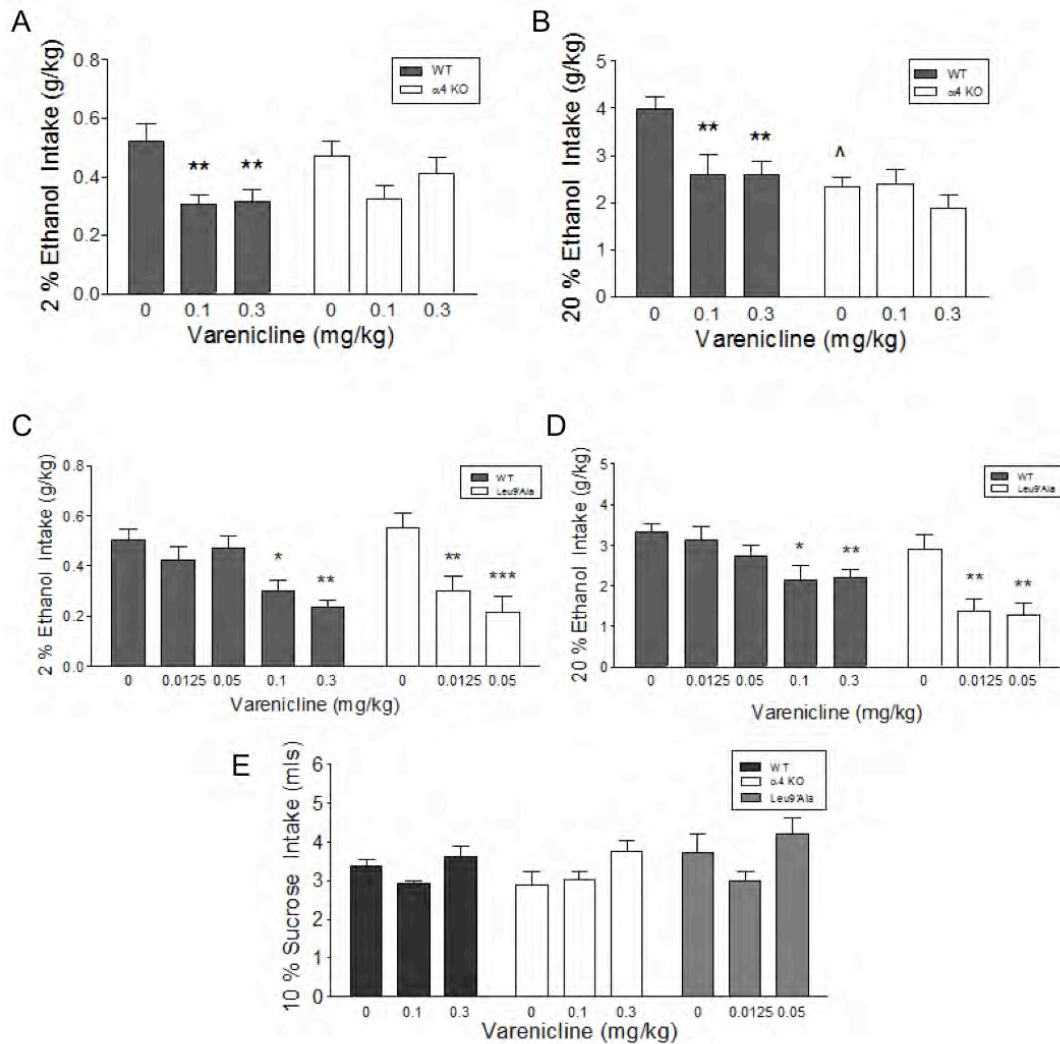 A
2 % Ethanol Intake (g/kg)
0.8
0.6
0.4
0.2
0.0
WT
α4 KO
** **
0 0.1 0.3 0 0.1 0.3
Varenicline (mg/kg)
B
20 % Ethanol Intake (g/kg)
5
4
3
2
1
0
WT
α4 KO
** ** ^
0 0.1 0.3 0 0.1 0.3
Varenicline (mg/kg)
C
2 % Ethanol Intake (g/kg)
0.8
0.6
0.4
0.2
0.0
WT
Leu9'Ala
* ** ** ***
0 0.0125 0.05 0.1 0.3 0 0.0125 0.05
Varenicline (mg/kg)
D
20 % Ethanol Intake (g/kg)
5
4
3
2
1
0
WT
Leu9'Ala
* ** ** **
0 0.0125 0.05 0.1 0.3 0 0.0125 0.05
Varenicline (mg/kg)
E
10 % Sucrose Intake (mls)
6
5
4
3
2
1
0
WT
α4 KO
Leu9'Ala
0 0.1 0.3 0 0.1 0.3 0 0.0125 0.05
Varenicline (mg/kg)